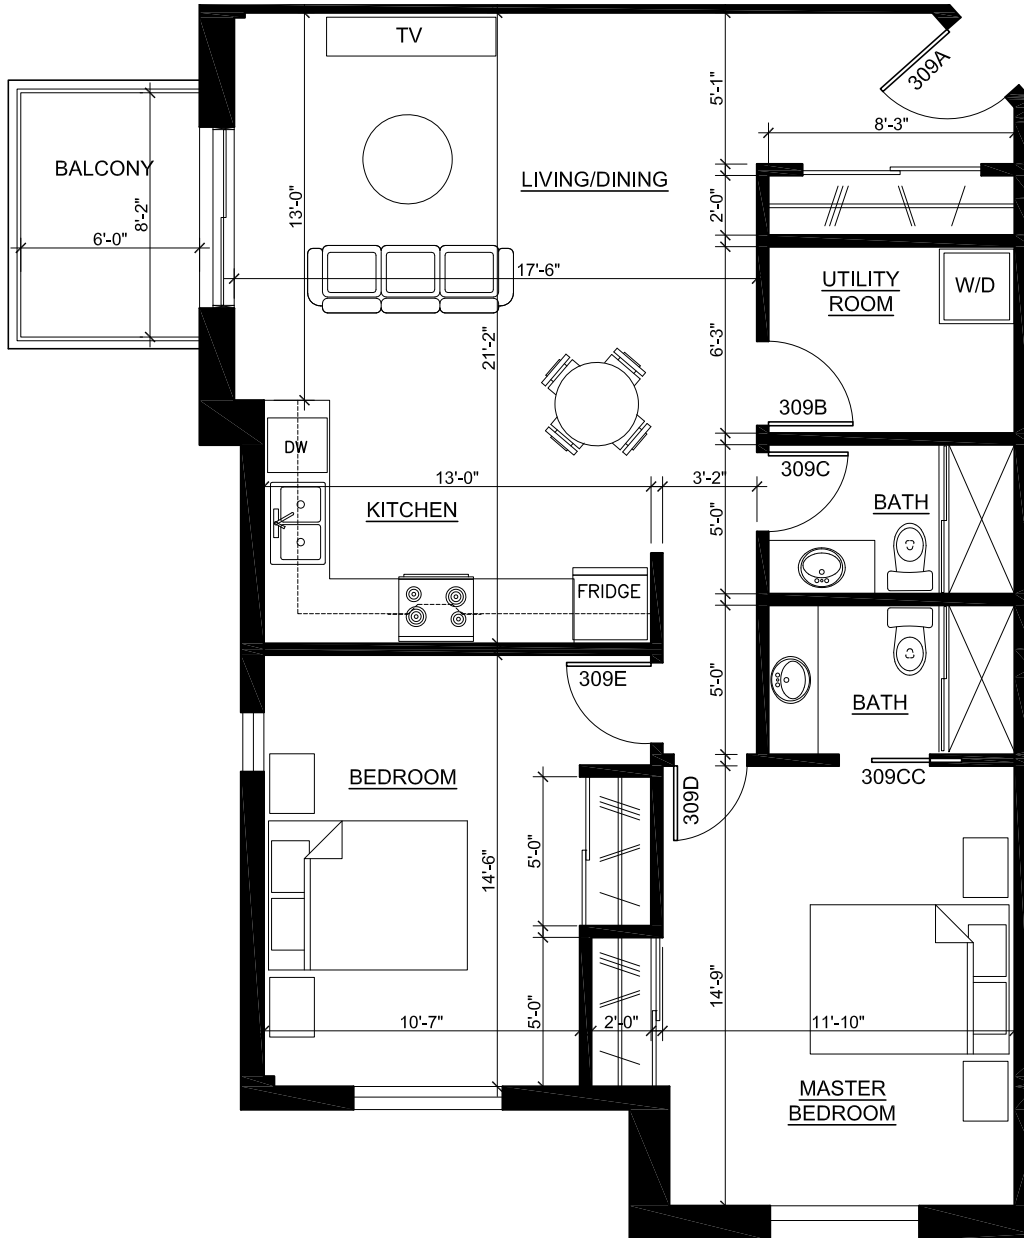 TV
309A
5'-1"
8'-3"
BALCONY
LIVING/DINING
13'-0"
8'-2"
2'-0"
6'-0"
17'-6"
UTILITY
ROOM
W/D
21'-2"
6'-3"
309B
DW
309C
13'-0"
3'-2"
KITCHEN
BATH
5'-0"
FRIDGE
309E
5'-0"
BATH
BEDROOM
309CC
309D
5'-0"
14'-6"
14'-9"
5'-0"
10'-7"
2'-0"
11'-10"
MASTER
BEDROOM